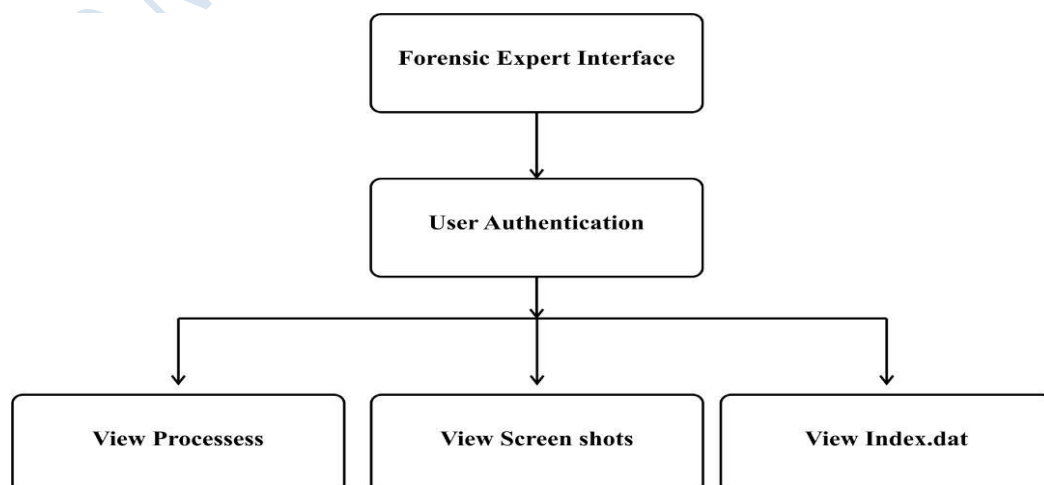 Forensic Expert Interface
User Authentication
View Processess
View Screen shots
View Index.dat